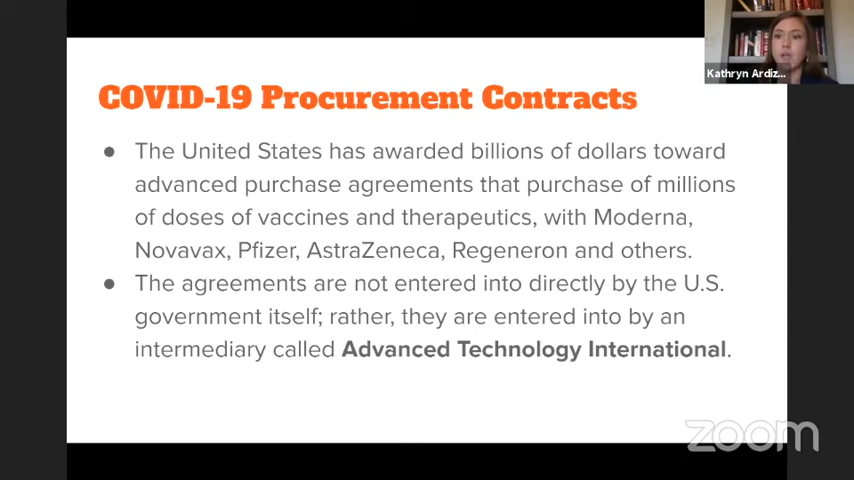 Kathryn Ardiz...
COVID-19 Procurement Contracts
● The United States has awarded billions of dollars toward
advanced purchase agreements that purchase of millions
of doses of vaccines and therapeutics, with Moderna,
Novavax, Pfizer, AstraZeneca, Regeneron and others.
● The agreements are not entered into directly by the U.S.
government itself; rather, they are entered into by an
intermediary called Advanced Technology International.
zoom